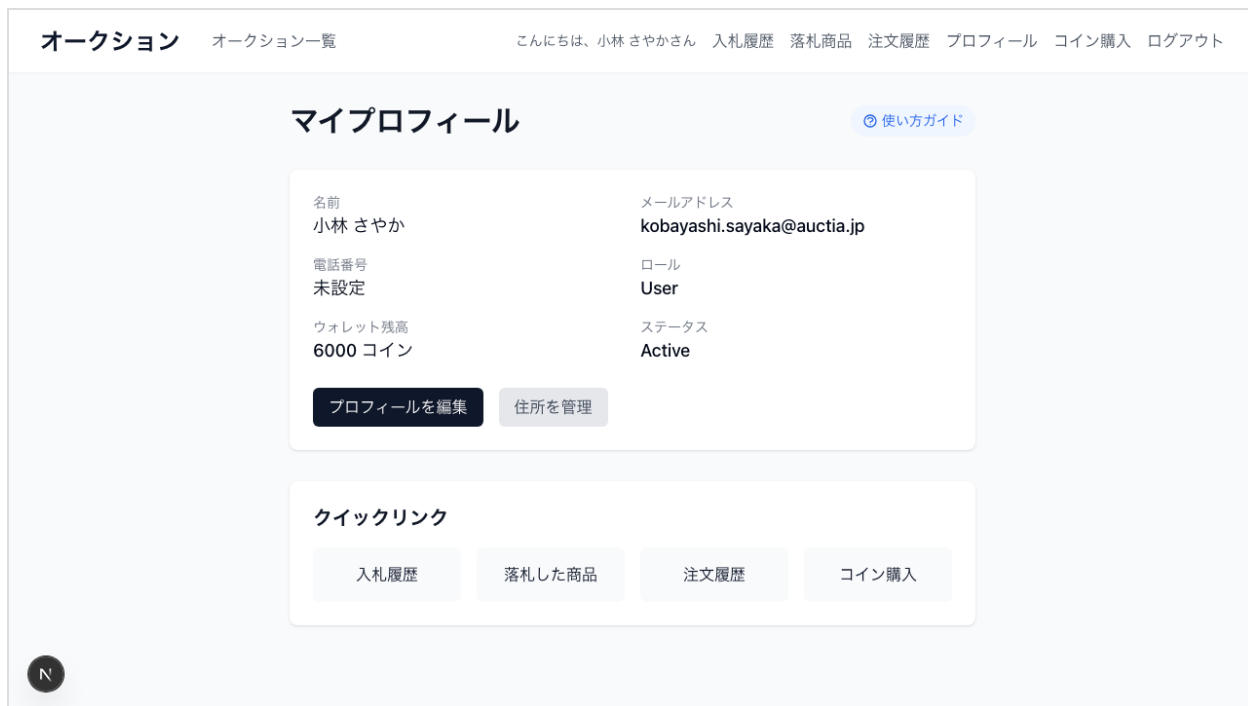 オークション オークション一覧 こんにちは、小林 さやかさん 入札履歴 落札商品 注文履歴 プロフィール コイン購入 ログアウト
マイプロフィール 使い方ガイド
名前 メールアドレス
小林 さやか kobayashi.sayaka@auctia.jp
電話番号 ロール
未設定 User
ウォレット残高 ステータス
6000 コイン Active
プロフィールを編集 住所を管理
クイックリンク
入札履歴 落札した商品 注文履歴 コイン購入
N